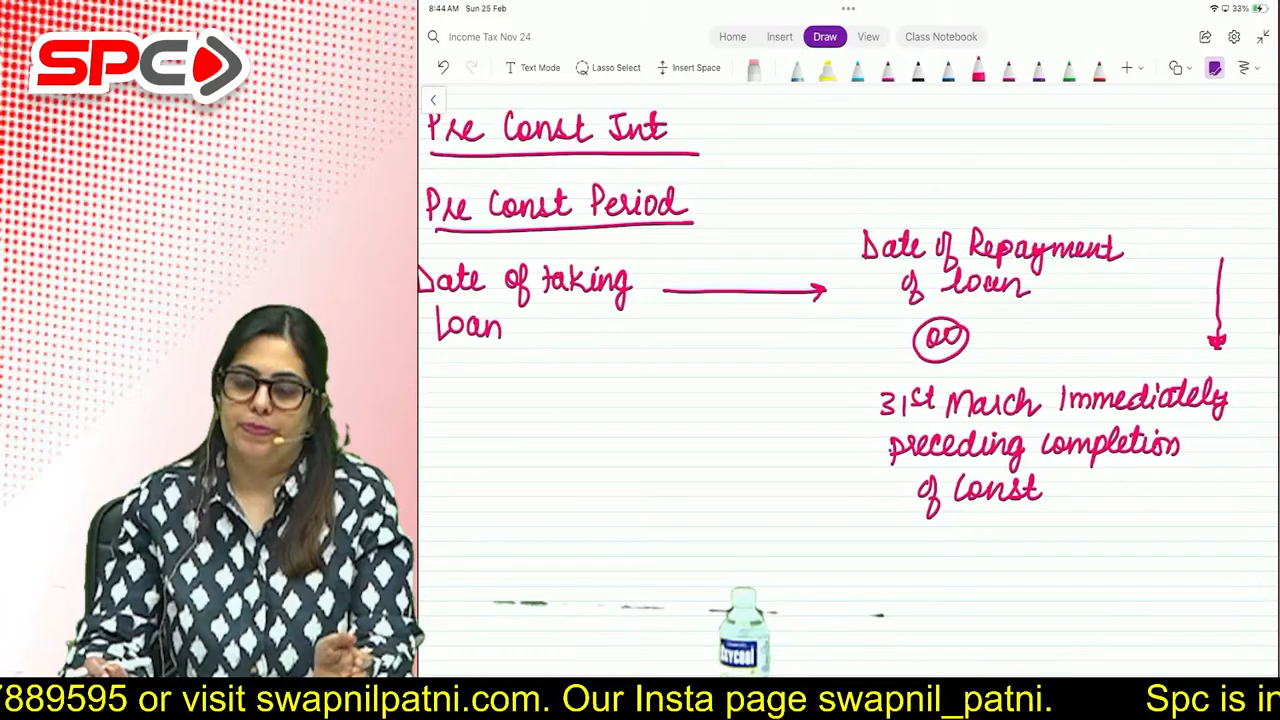 8:44 AM Sun 25 Feb
33%
Income Tax Nov 24
Home Insert Draw View Class Notebook
Text Mode Lasso Select Insert Space
SPC
Pre Const Int
Pre Const Period
Date of taking
loan
Date of Repayment
of loan
or
31st March Immediately
preceding completion
of Const
7889595 or visit swapnilpatni.com. Our Insta page swapnil_patni. Spc is in